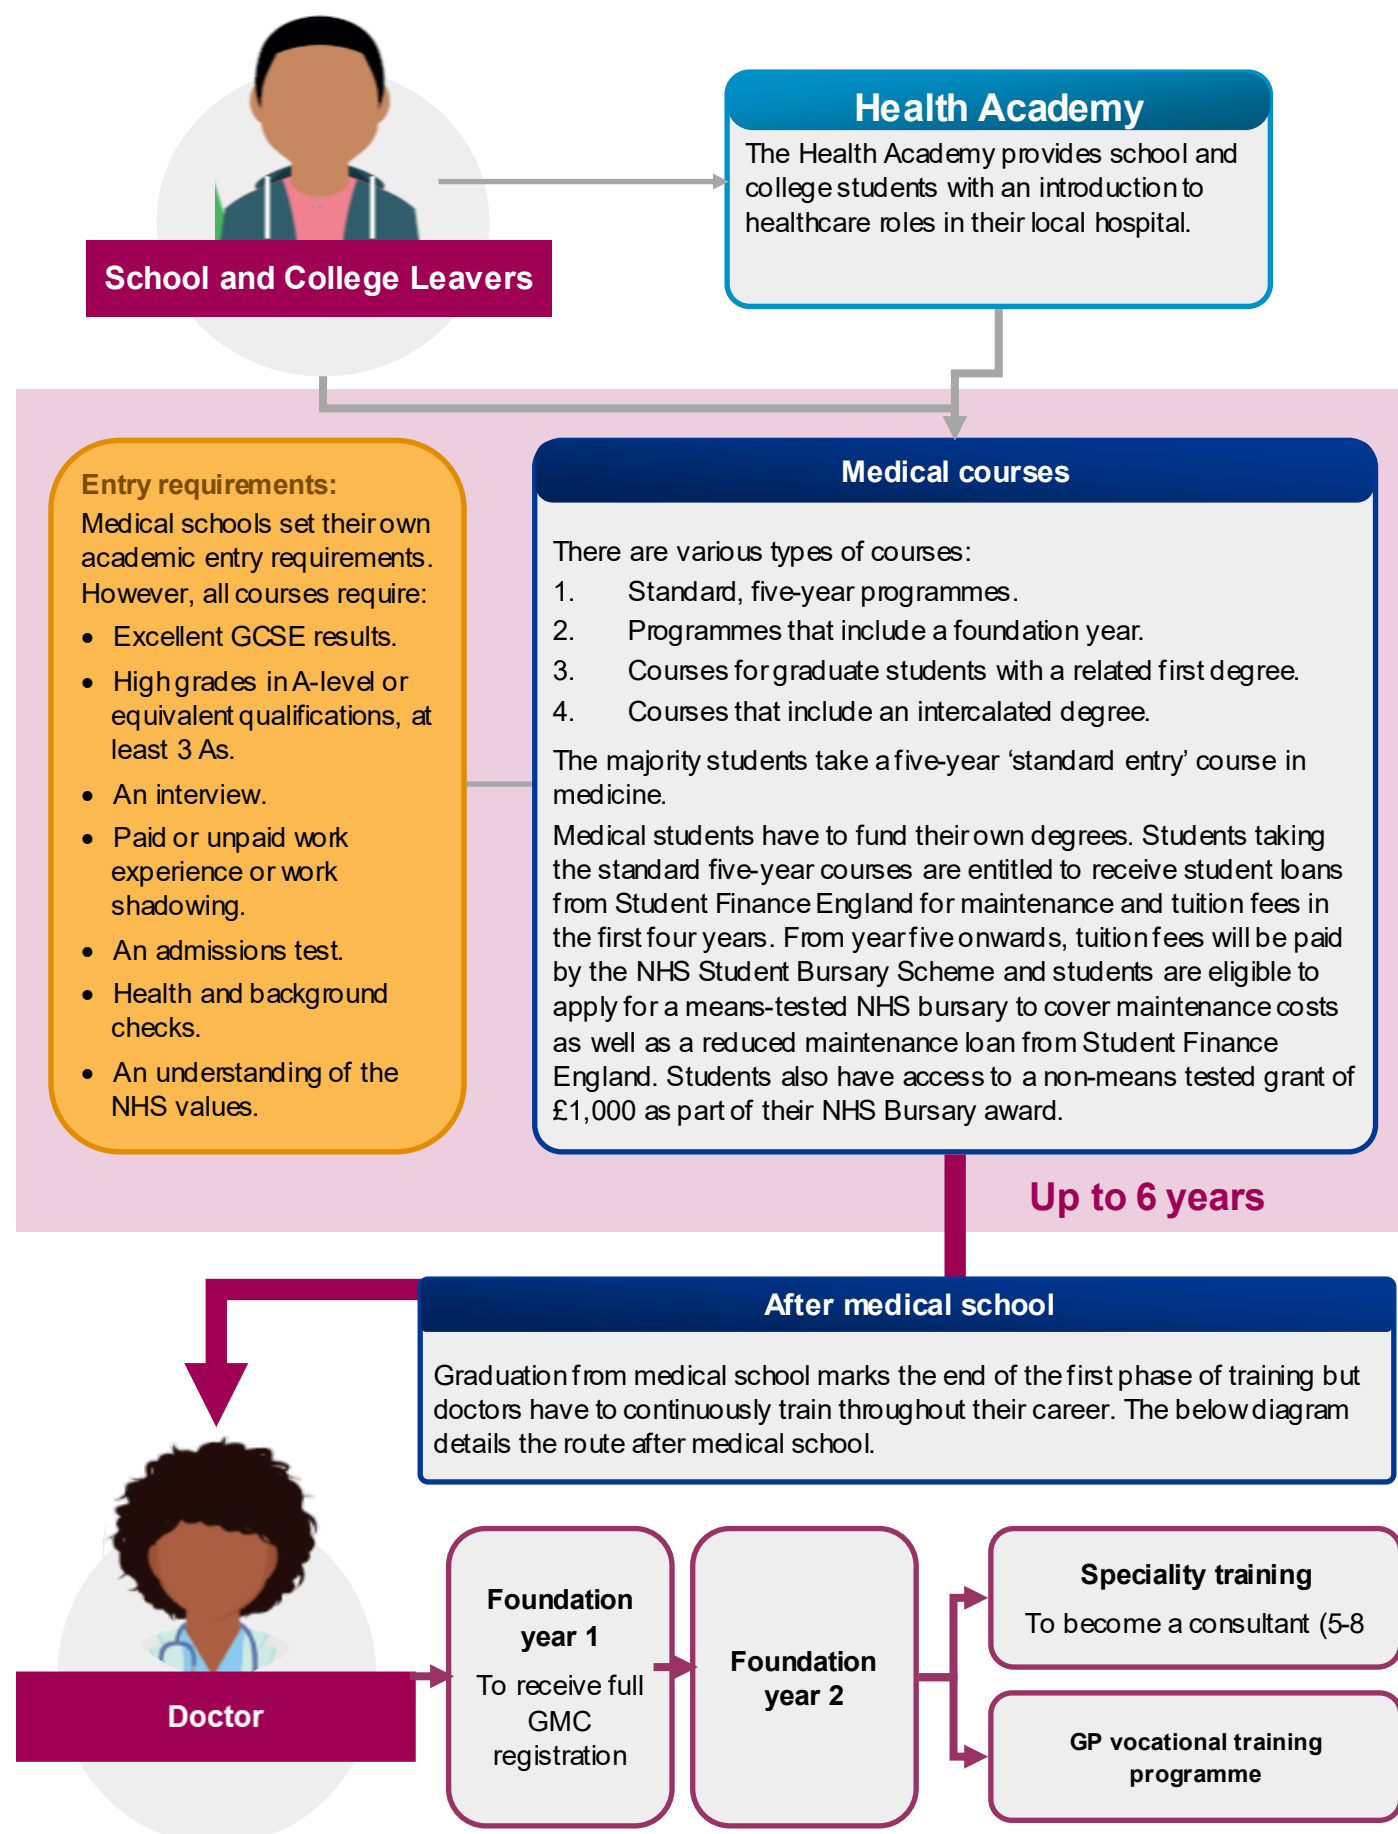 Health Academy
The Health Academy provides school and
college students with an introduction to
healthcare roles in their local hospital.
School and College Leavers
Entry requirements:
Medical schools set their own
academic entry requirements.
However, all courses require:
• Excellent GCSE results.
• High grades in A-level or
equivalent qualifications, at
least 3 As.
• An interview.
• Paid or unpaid work
experience or work
shadowing.
• An admissions test.
• Health and background
checks.
• An understanding of the
NHS values.
Medical courses
There are various types of courses:
1. Standard, five-year programmes.
2. Programmes that include a foundation year.
3. Courses for graduate students with a related first degree.
4. Courses that include an intercalated degree.
The majority students take a five-year ‘standard entry’ course in
medicine.
Medical students have to fund their own degrees. Students taking
the standard five-year courses are entitled to receive student loans
from Student Finance England for maintenance and tuition fees in
the first four years. From year five onwards, tuition fees will be paid
by the NHS Student Bursary Scheme and students are eligible to
apply for a means-tested NHS bursary to cover maintenance costs
as well as a reduced maintenance loan from Student Finance
England. Students also have access to a non-means tested grant of
£1,000 as part of their NHS Bursary award.
Up to 6 years
After medical school
Graduation from medical school marks the end of the first phase of training but
doctors have to continuously train throughout their career. The below diagram
details the route after medical school.
Doctor
Foundation
year 1
To receive full
GMC
registration
Foundation
year 2
Speciality training
To become a consultant (5-8
GP vocational training
programme